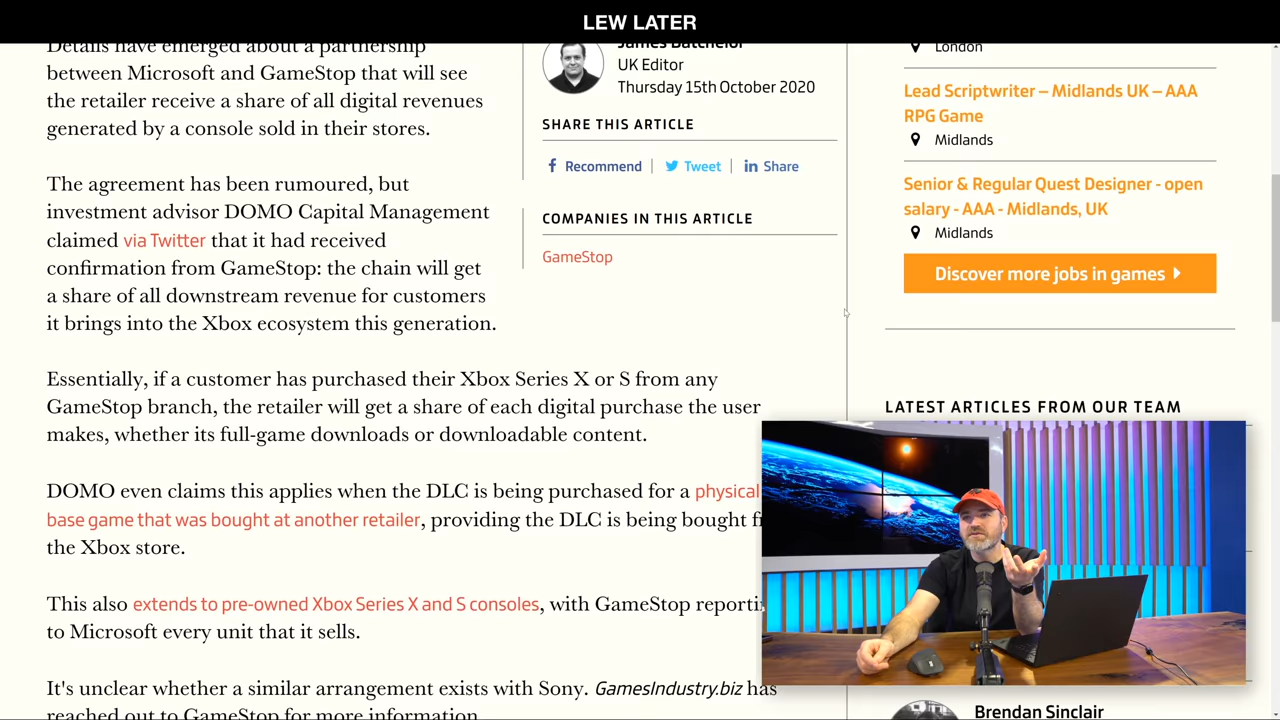 LEW LATER
Details have emerged about a partnership
between Microsoft and GameStop that will see
the retailer receive a share of all digital revenues
generated by a console sold in their stores.
The agreement has been rumoured, but
investment advisor DOMO Capital Management
claimed via Twitter that it had received
confirmation from GameStop: the chain will get
a share of all downstream revenue for customers
it brings into the Xbox ecosystem this generation.
Essentially, if a customer has purchased their Xbox Series X or S from any
GameStop branch, the retailer will get a share of each digital purchase the user
makes, whether its full-game downloads or downloadable content.
DOMO even claims this applies when the DLC is being purchased for a physical
base game that was bought at another retailer, providing the DLC is being bought
the Xbox store.
This also extends to pre-owned Xbox Series X and S consoles, with GameStop
to Microsoft every unit that it sells.
It's unclear whether a similar arrangement exists with Sony. GamesIndustry.biz has
reached out to GameStop for more information
James Batchelor
UK Editor
Thursday 15th October 2020
SHARE THIS ARTICLE
Recommend
Tweet
Share
COMPANIES IN THIS ARTICLE
GameStop
London
Lead Scriptwriter – Midlands UK – AAA
RPG Game
Midlands
Senior & Regular Quest Designer - open
salary - AAA - Midlands, UK
Midlands
Discover more jobs in games
LATEST ARTICLES FROM OUR TEAM
Brendan Sinclair